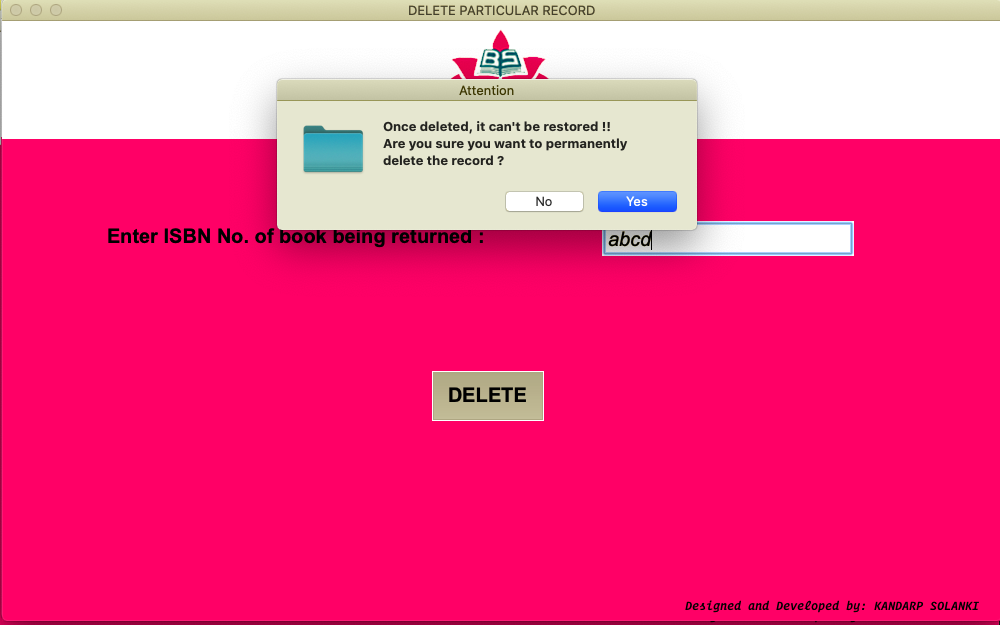 DELETE PARTICULAR RECORD
BS
Attention
Once deleted, it can't be restored !!
Are you sure you want to permanently
delete the record ?
No
Yes
Enter ISBN No. of book being returned :
abcd
DELETE
Designed and Developed by: KANDARP SOLANKI